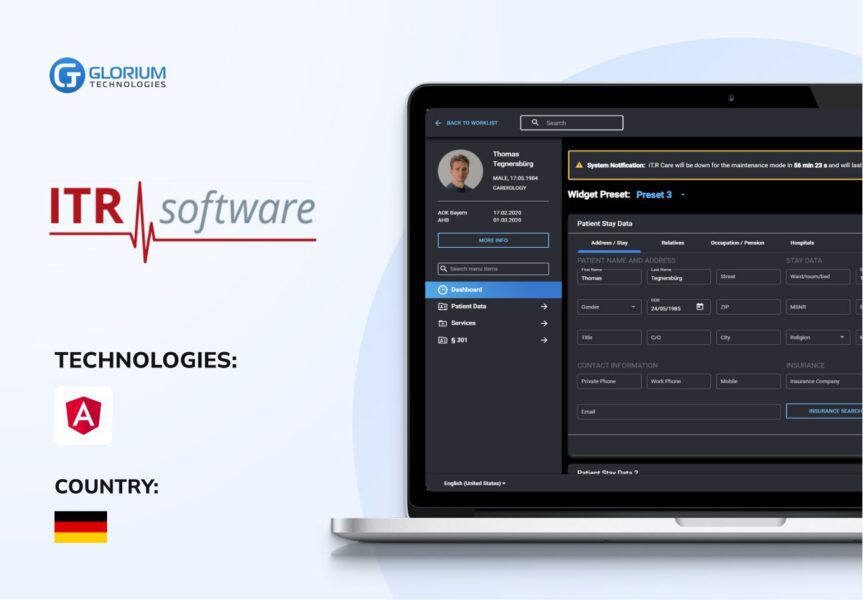 GLORIUM
TECHNOLOGIES
ITR software
TECHNOLOGIES:
COUNTRY:
BACK TO WORKLIST
Search
Thomas
Tegnersbürg
MALE, 17.05.1984
CARDIOLOGY
AOK Bayern 17.02.2020
AHB 01.03.2020
MORE INFO
Search menu items
Dashboard
Patient Data
Services
§ 301
English (United States)
System Notification: iT.R Care will be down for the maintenance mode in 56 min 23 s and will last
Widget Preset: Preset 3
Patient Stay Data
Address / Stay Relatives Occupation / Pension Hospitals
PATIENT NAME AND ADDRESS STAY DATA
First Name Last Name
Thomas Tegnersbürg Street Ward/room/bed
DOB
Gender 24/05/1985 ZIP MSNR
Title C/O City Religion
CONTACT INFORMATION INSURANCE
Private Phone Work Phone Mobile Insurance Company
Email INSURANCE SEARCH
Patient Stay Data 2